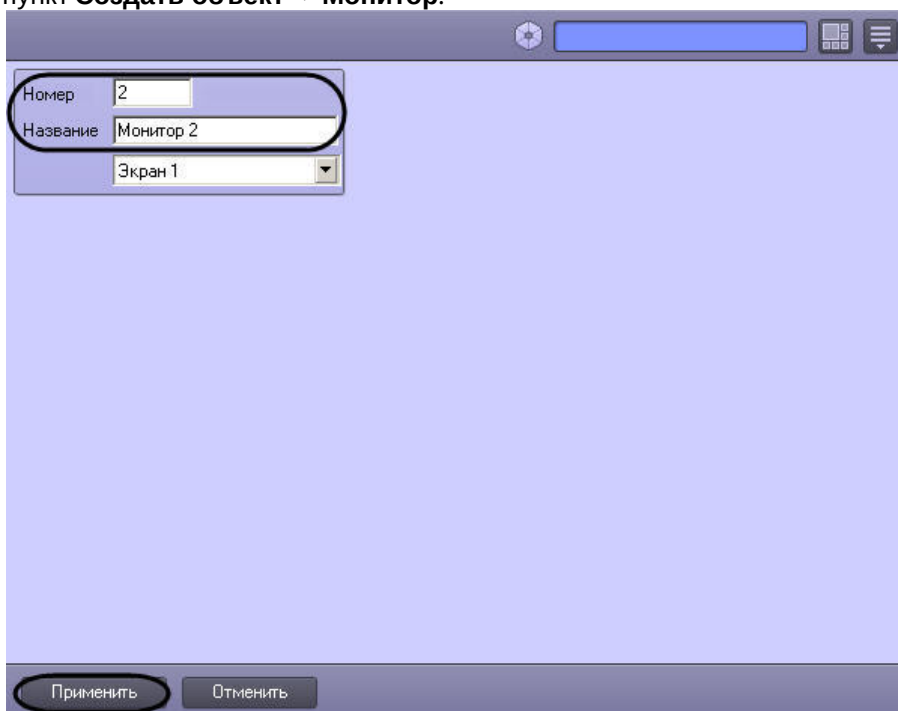 пункт Создать объект → Монитор.
Номер 2
Название Монитор 2
Экран 1
Применить Отменить